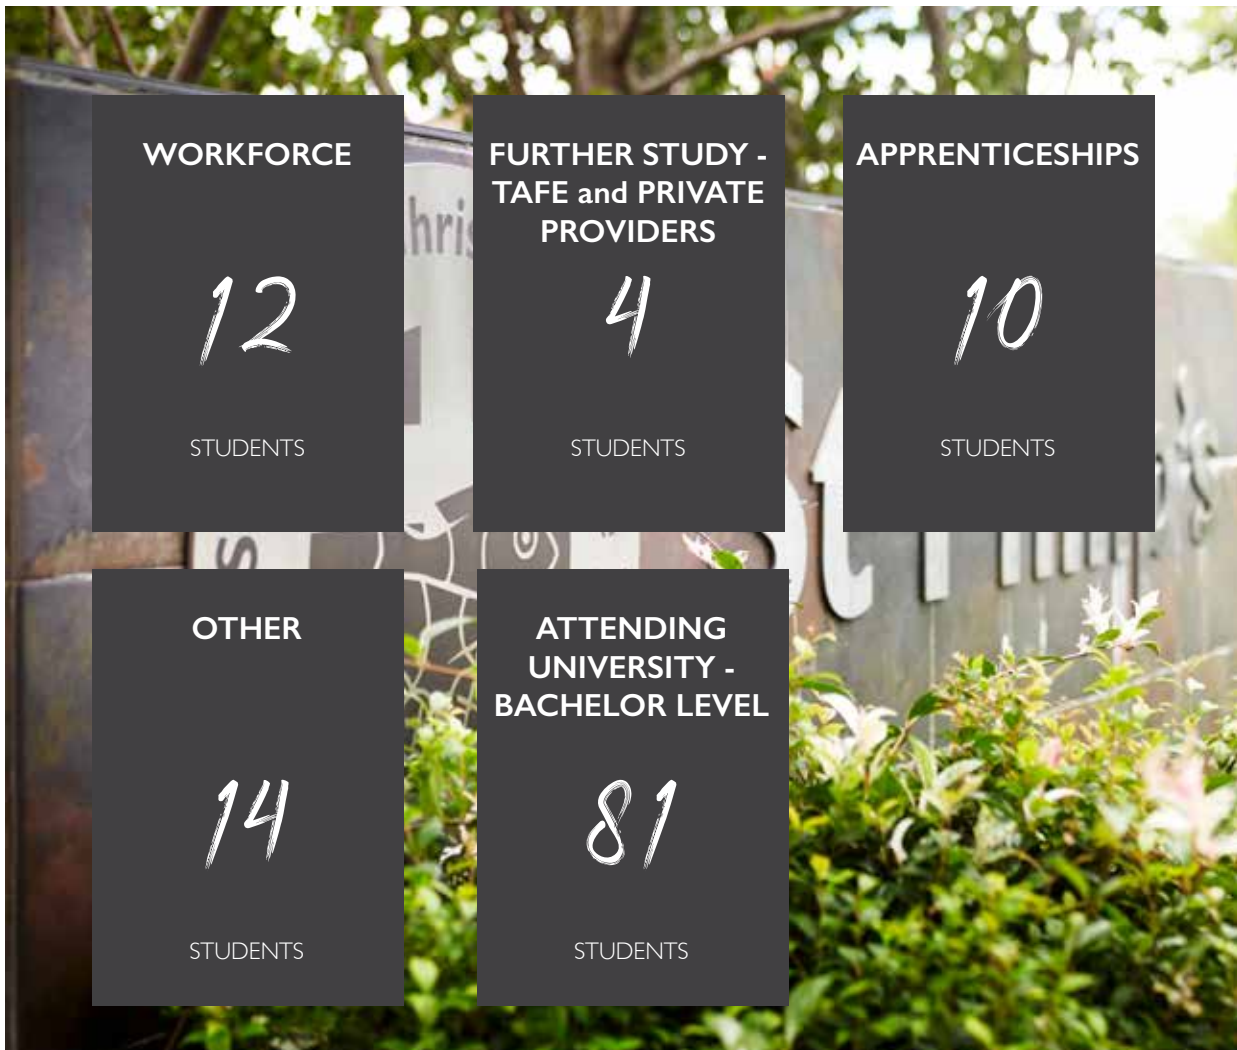 WORKFORCE
12
STUDENTS
FURTHER STUDY -
TAFE and PRIVATE
PROVIDERS
4
STUDENTS
APPRENTICESHIPS
10
STUDENTS
OTHER
14
STUDENTS
ATTENDING
UNIVERSITY -
BACHELOR LEVEL
81
STUDENTS